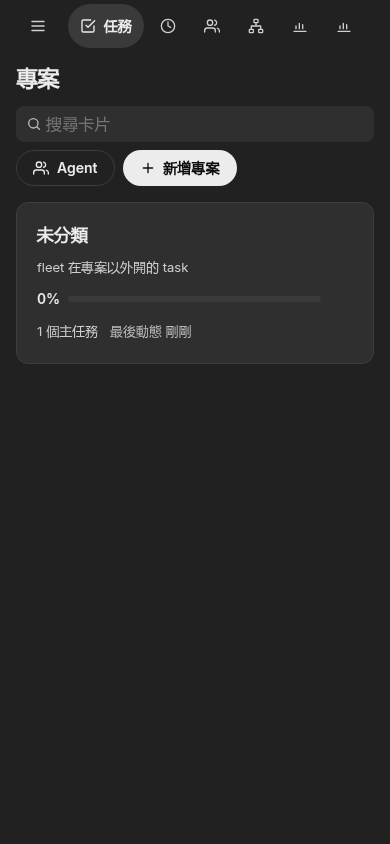 任務
專案
搜尋卡片
Agent
新增專案
未分類
fleet 在專案以外開的 task
0%
1 個主任務 最後動態 剛剛